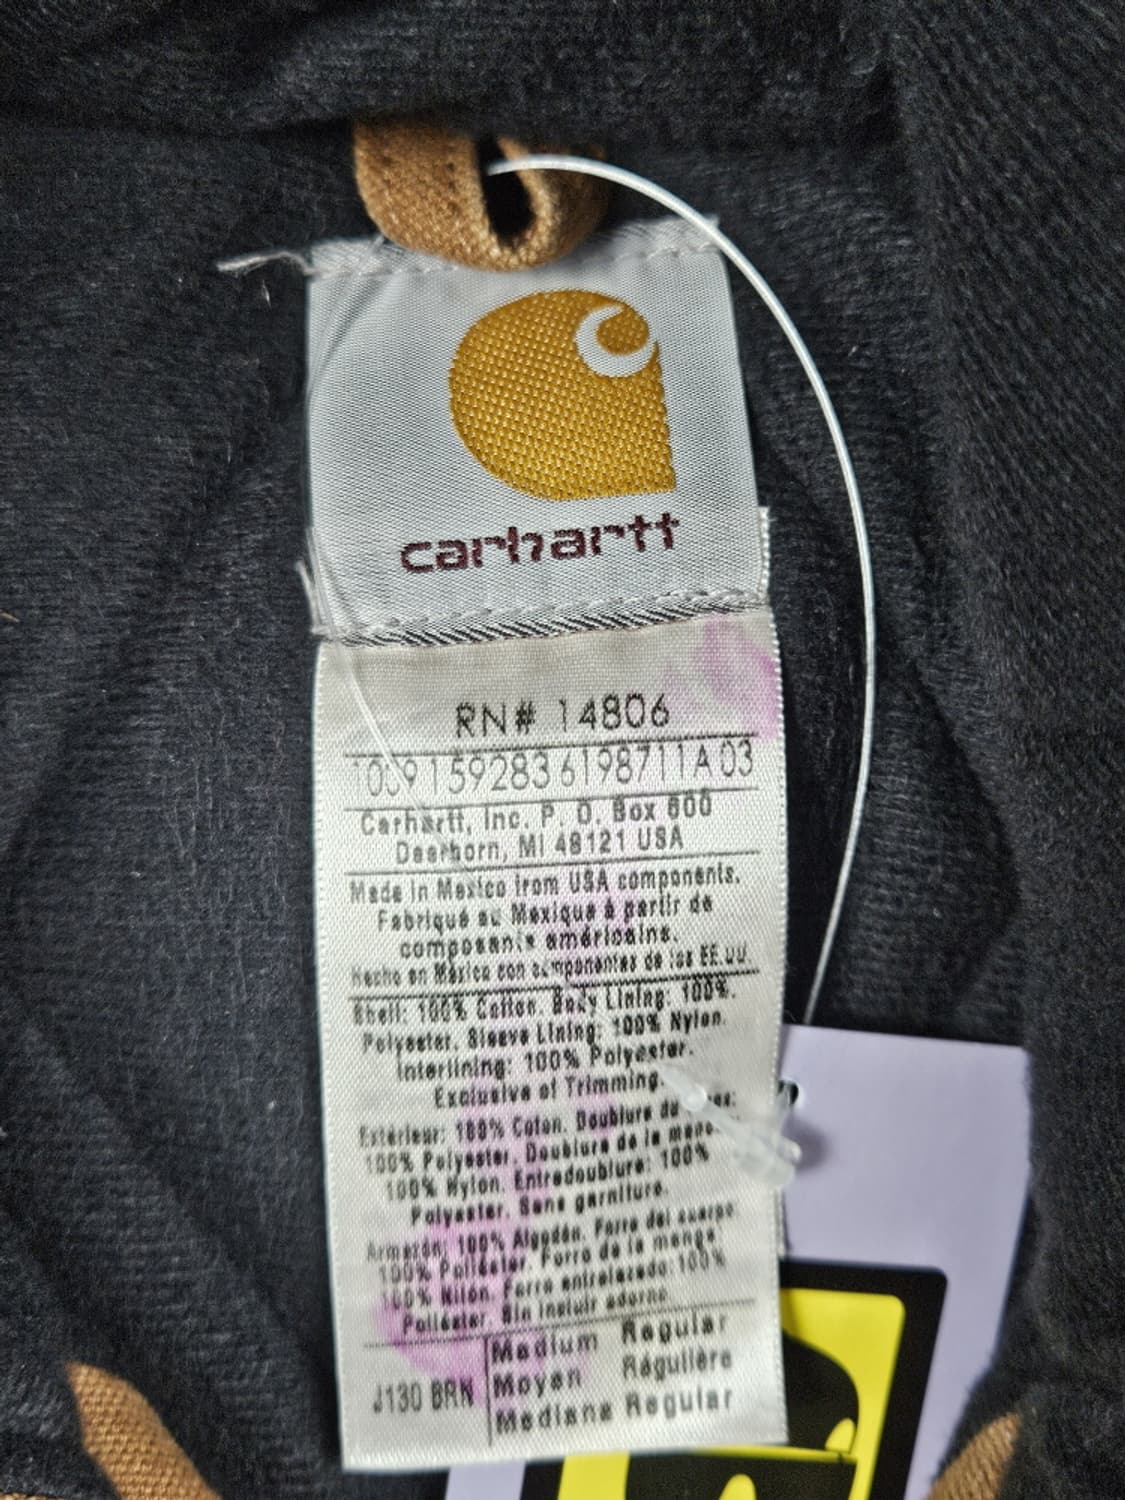 carhartt
RN# 14806
1009 159283 6198711A 03
Carhartt, Inc. P. O. Box 600
Dearborn, MI 48121 USA
Made in Mexico from USA components.
Fabriqué au Mexique à partir de
composants américains.
Hecho en México con componentes de los EE.UU.
Shell: 100% Cotton. Body Lining: 100%
Polyester. Sleeve Lining: 100% Nylon.
Interlining: 100% Polyester.
Exclusive of Trimming.
Extérieur: 100% Coton. Doublure du
100% Polyester. Doublure de la
100% Nylon. Entredoublure: 100%
Polyester. Sans garniture.
Armazón: 100% Algodón. Forro del cuerpo
100% Poliéster. Forro de la manga
100% Nilón. Forro entrelazado: 100%
Poliéster. Sin incluir adorno.
J130 BRN
Medium Regular
Moyen Régulière
Mediana Regular